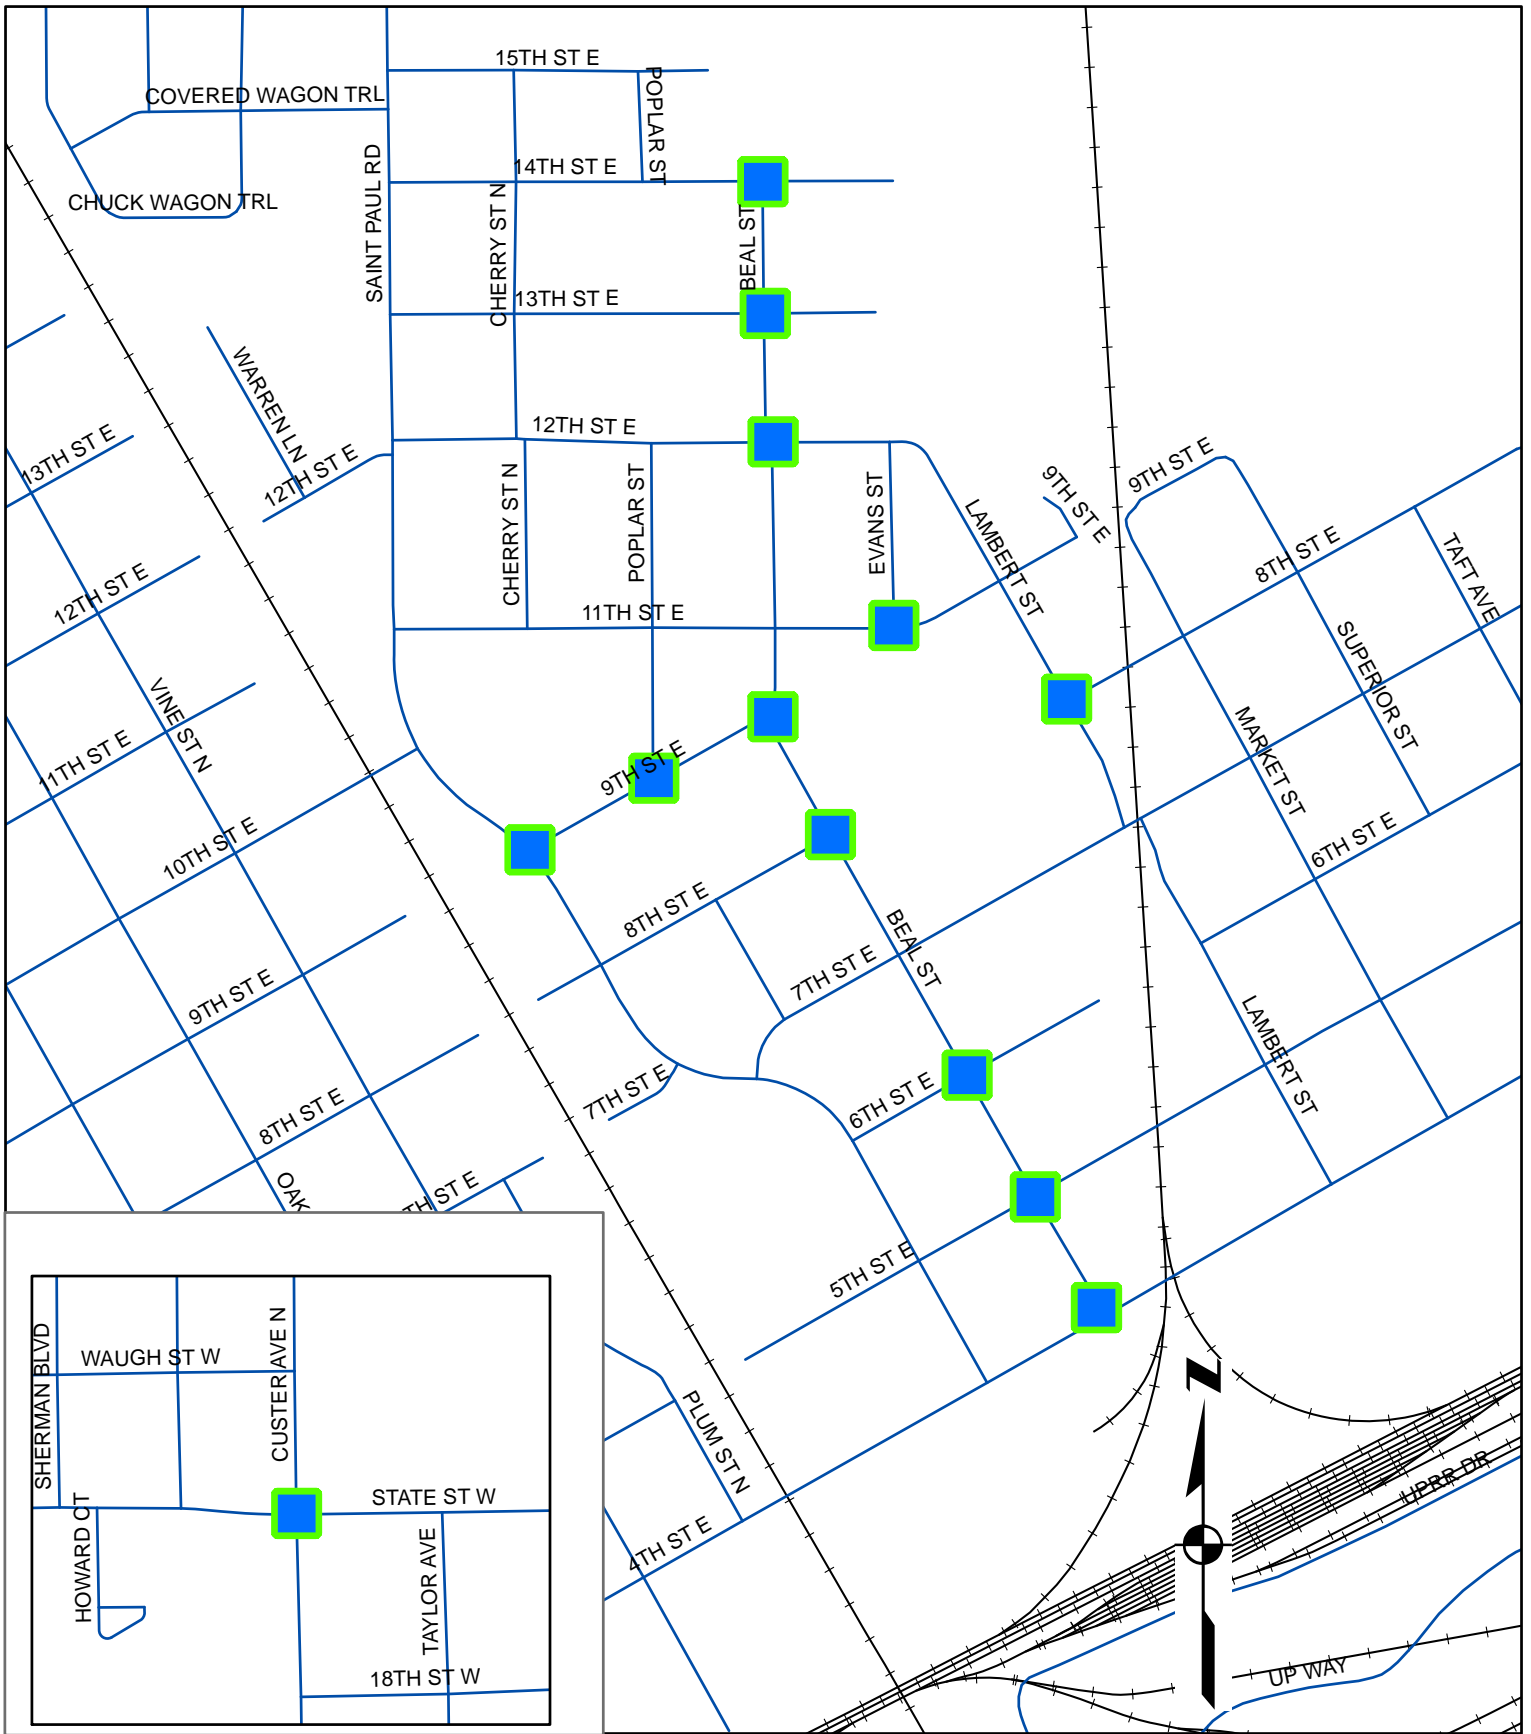 15TH ST E
POPLAR ST
COVERED WAGON TRL
SAINT PAUL RD
14TH ST E
CHUCK WAGON TRL
CHERRY ST N
BEAL ST
13TH ST E
WARREN LN
12TH ST E
13TH ST E
12TH ST E
9TH ST E
9TH ST E
CHERRY ST N
POPLAR ST
EVANS ST
LAMBERT ST
8TH ST E
TAFT AVE
12TH ST E
11TH ST E
SUPERIOR ST
VINE ST N
MARKET ST
11TH ST E
9TH ST E
10TH ST E
6TH ST E
8TH ST E
BEAL ST
7TH ST E
9TH ST E
LAMBERT ST
7TH ST E
6TH ST E
8TH ST E
OAK
TH ST E
5TH ST E
N
SHERMAN BLVD
WAUGH ST W
CUSTER AVE N
PLUM ST N
UPRR DR
STATE ST W
HOWARD CT
TAYLOR AVE
4TH ST E
18TH ST W
UP WAY